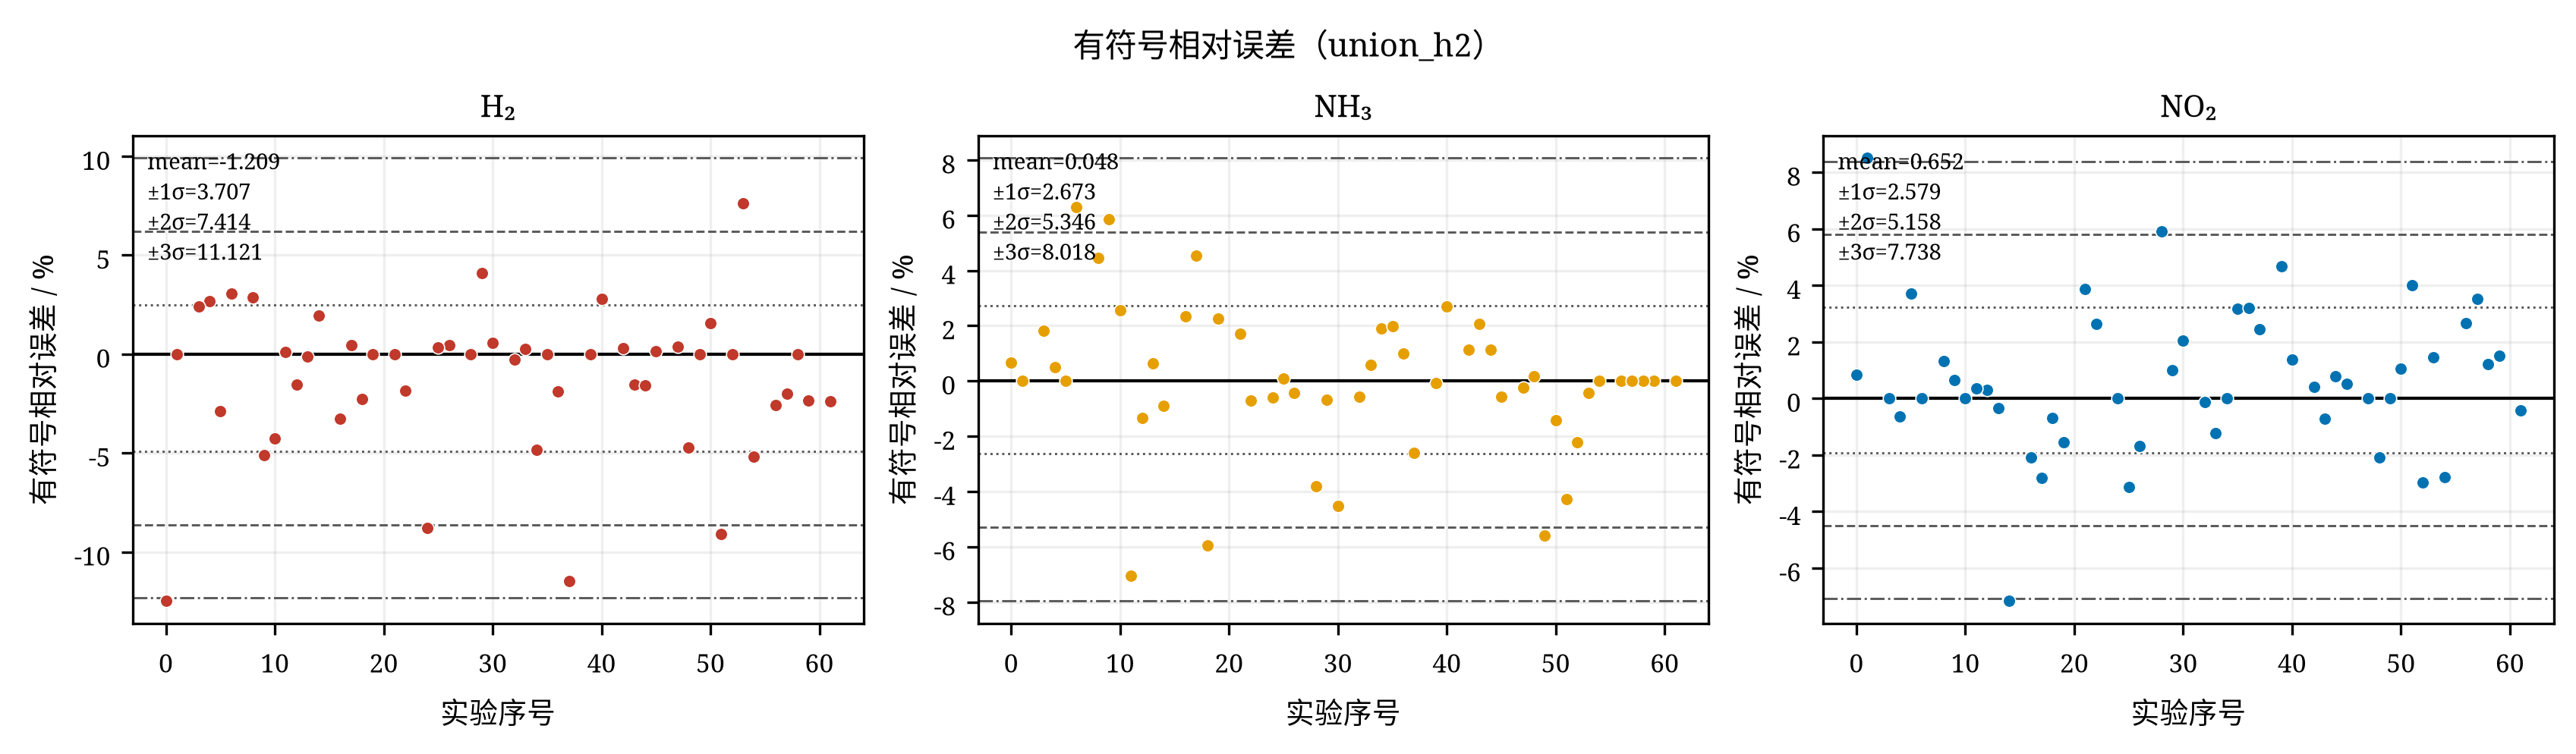 有符号相对误差（union_h2）
H₂
mean=-1.209
±1σ=3.707
±2σ=7.414
±3σ=11.121
10
5
0
-5
-10
有符号相对误差 / %
0 10 20 30 40 50 60
实验序号
NH₃
mean=0.048
±1σ=2.673
±2σ=5.346
±3σ=8.018
8
6
4
2
0
-2
-4
-6
-8
有符号相对误差 / %
0 10 20 30 40 50 60
实验序号
NO₂
mean=0.652
±1σ=2.579
±2σ=5.158
±3σ=7.738
8
6
4
2
0
-2
-4
-6
有符号相对误差 / %
0 10 20 30 40 50 60
实验序号